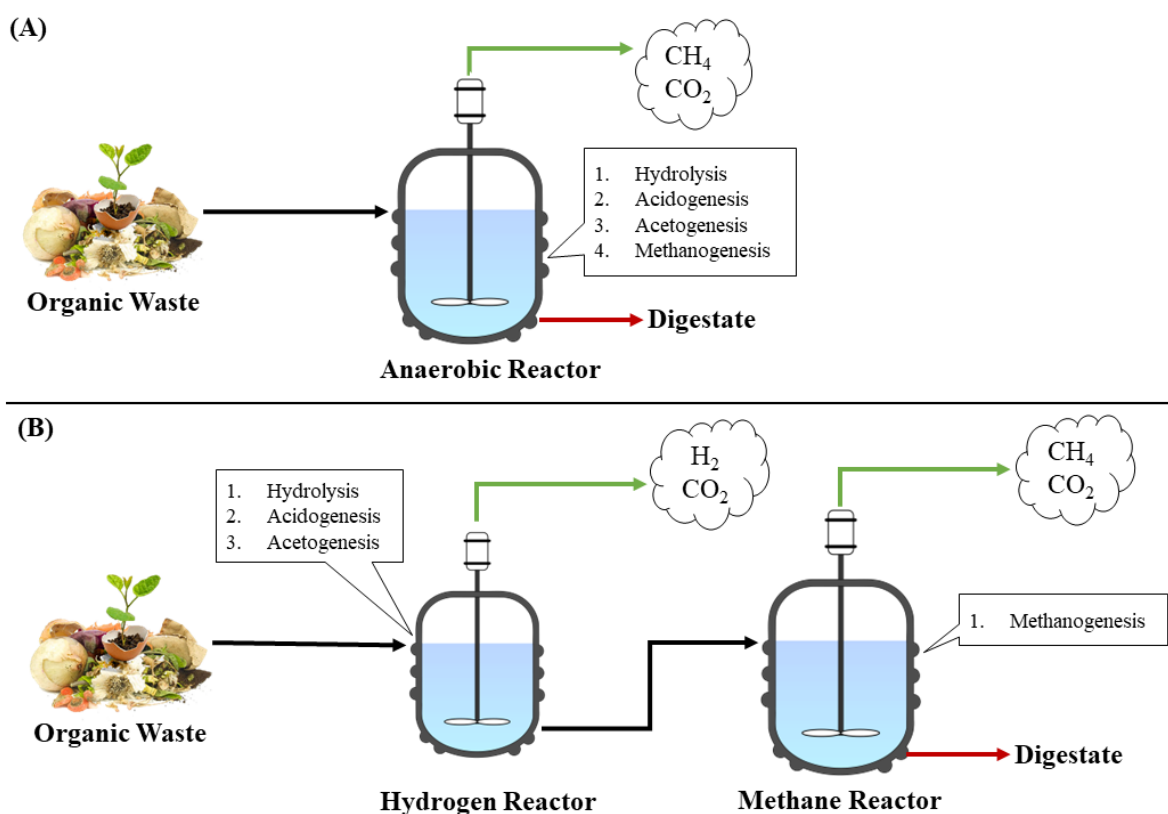 (A)
CH₄
CO₂
1. Hydrolysis
2. Acidogenesis
3. Acetogenesis
4. Methanogenesis
Organic Waste
Digestate
Anaerobic Reactor
(B)
H₂
CO₂
CH₄
CO₂
1. Hydrolysis
2. Acidogenesis
3. Acetogenesis
1. Methanogenesis
Organic Waste
Digestate
Hydrogen Reactor
Methane Reactor